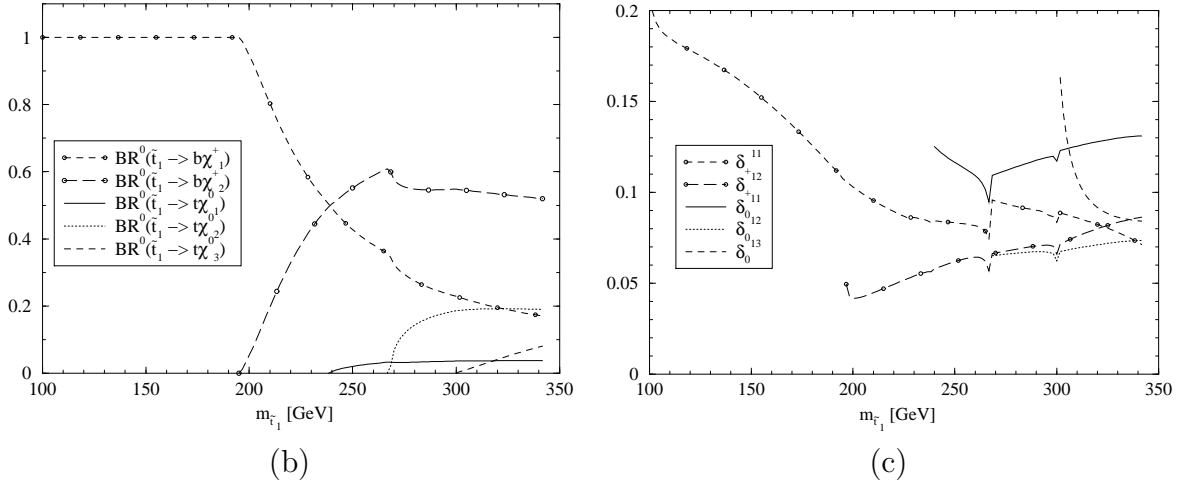 1
0.8
0.6
0.4
0.2
0
BR⁰(t̃₁ -> bχ⁺₁)
BR⁰(t̃₁ -> bχ⁺₂)
BR⁰(t̃₁ -> tχ⁰₁)
BR⁰(t̃₁ -> tχ⁰₂)
BR⁰(t̃₁ -> tχ⁰₃)
100 150 200 250 300 350
m_t̃₁ [GeV]
(b)
0.2
0.15
0.1
0.05
0
δ₊¹¹
δ₊¹²
δ₀¹¹
δ₀¹²
δ₀¹³
100 150 200 250 300 350
m_t̃₁ [GeV]
(c)